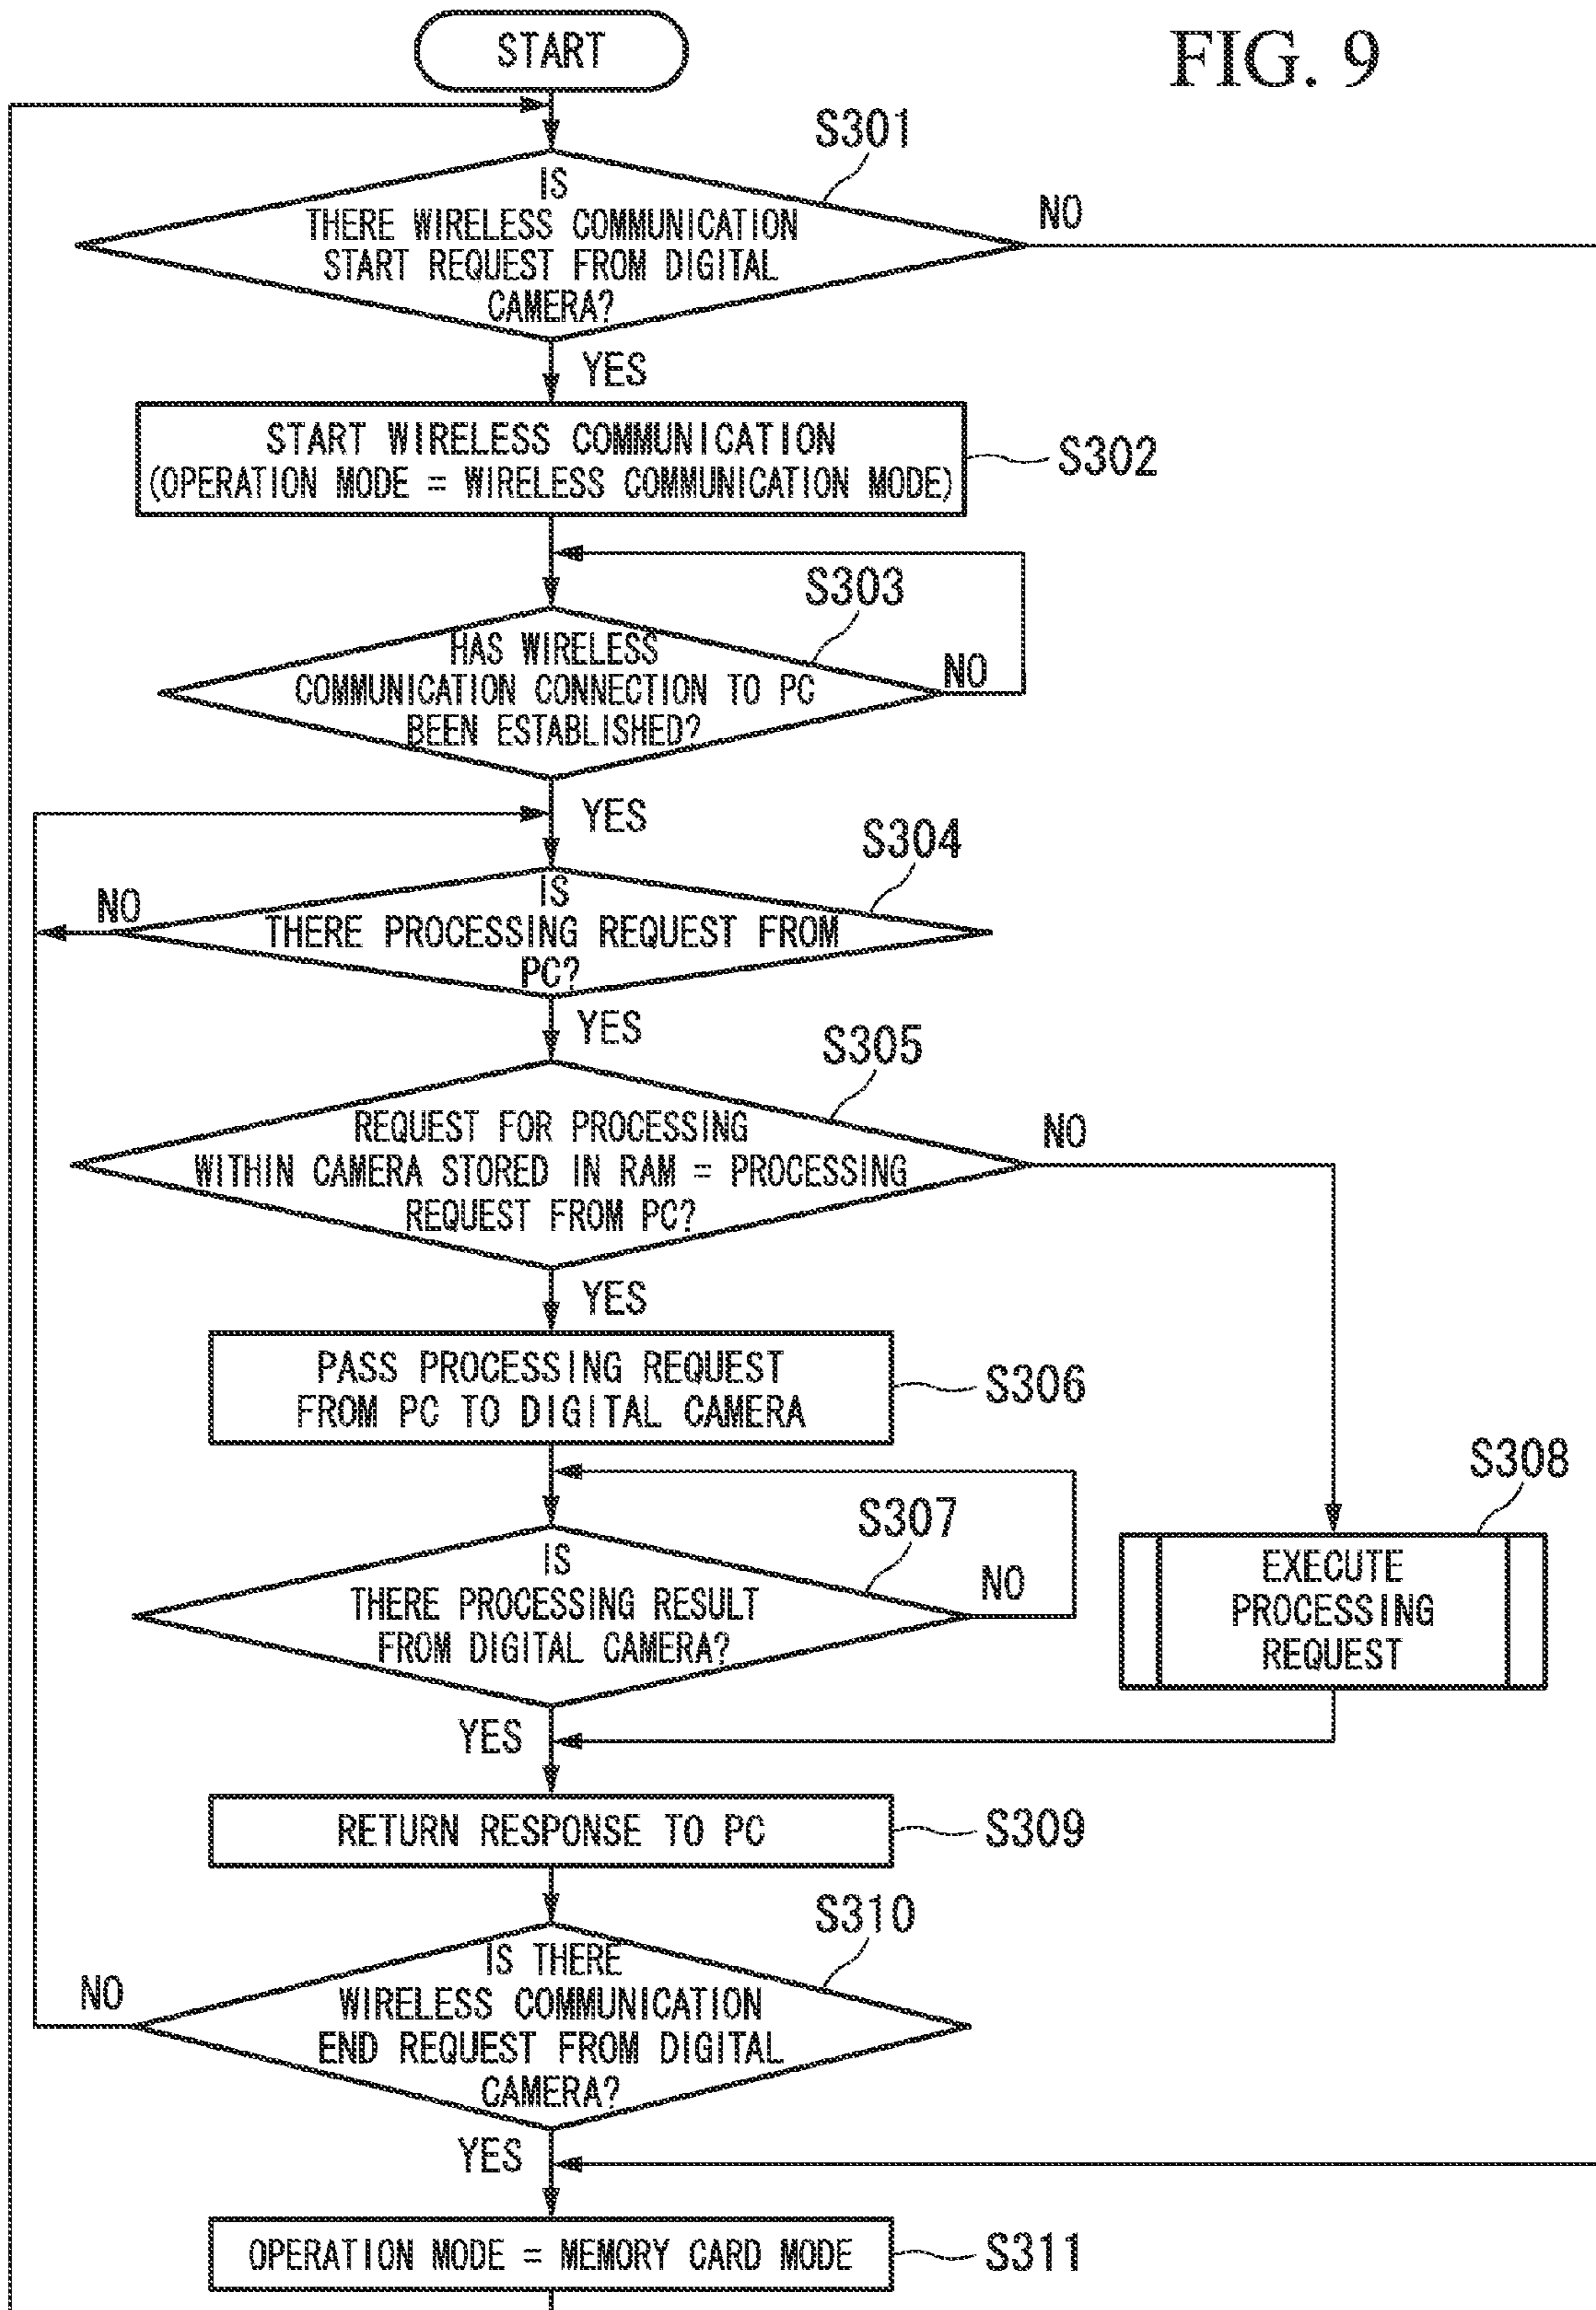 START
FIG. 9
S301
IS
THERE WIRELESS COMMUNICATION
START REQUEST FROM DIGITAL
CAMERA?
NO
YES
START WIRELESS COMMUNICATION
(OPERATION MODE = WIRELESS COMMUNICATION MODE)
S302
S303
HAS WIRELESS
COMMUNICATION CONNECTION TO PC
BEEN ESTABLISHED?
NO
YES
S304
NO
IS
THERE PROCESSING REQUEST FROM
PC?
YES
S305
REQUEST FOR PROCESSING
WITHIN CAMERA STORED IN RAM = PROCESSING
REQUEST FROM PC?
NO
YES
PASS PROCESSING REQUEST
FROM PC TO DIGITAL CAMERA
S306
S307
IS
THERE PROCESSING RESULT
FROM DIGITAL CAMERA?
NO
S308
EXECUTE
PROCESSING
REQUEST
YES
RETURN RESPONSE TO PC
S309
S310
IS THERE
WIRELESS COMMUNICATION
END REQUEST FROM DIGITAL
CAMERA?
NO
YES
OPERATION MODE = MEMORY CARD MODE
S311